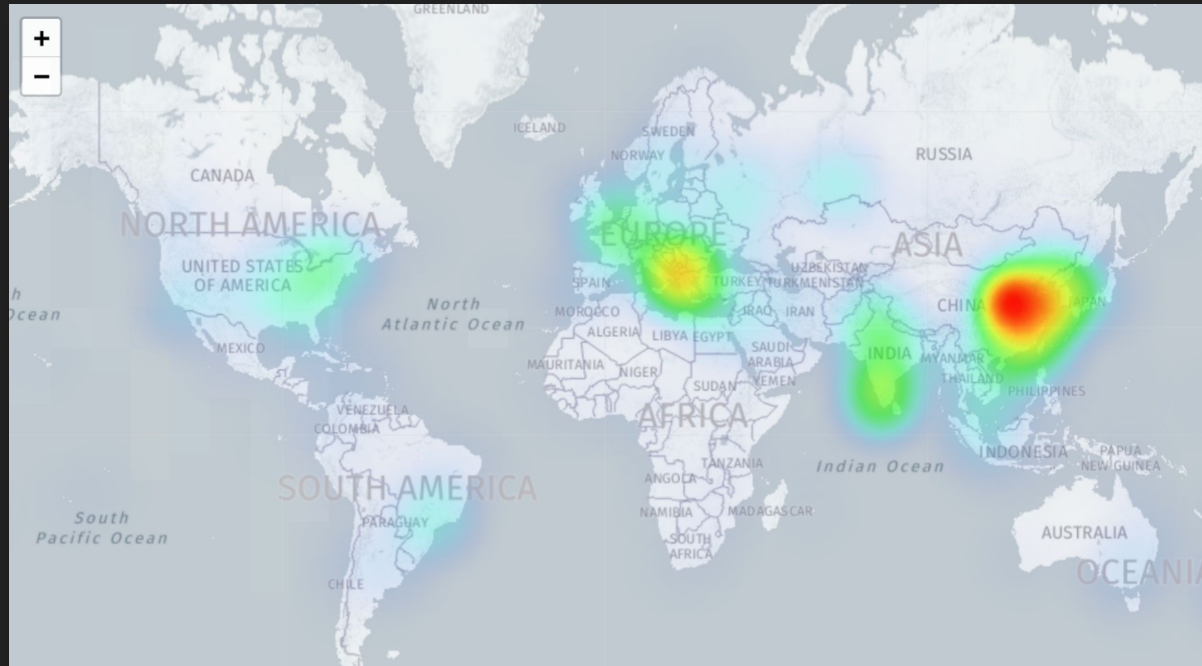 GREENLAND
+
−
ICELAND
SWEDEN
NORWAY
RUSSIA
CANADA
NORTH AMERICA
EUROPE
ASIA
UNITED STATES
OF AMERICA
SPAIN
TURKEY
UZBEKISTAN
TURKMENISTAN
h
Ocean
North
Atlantic Ocean
CHINA
JAPAN
MOROCCO
IRAQ
IRAN
ALGERIA
LIBYA
EGYPT
MEXICO
SAUDI
ARABIA
INDIA
MYANMAR
MAURITANIA
NIGER
SUDAN
YEMEN
THAILAND
PHILIPPINES
VENEZUELA
COLOMBIA
AFRICA
INDONESIA
PAPUA
NEW GUINEA
TANZANIA
Indian Ocean
ANGOLA
SOUTH AMERICA
PARAGUAY
NAMIBIA
MADAGASCAR
South
Pacific Ocean
SOUTH
AFRICA
AUSTRALIA
OCEANIA
CHILE